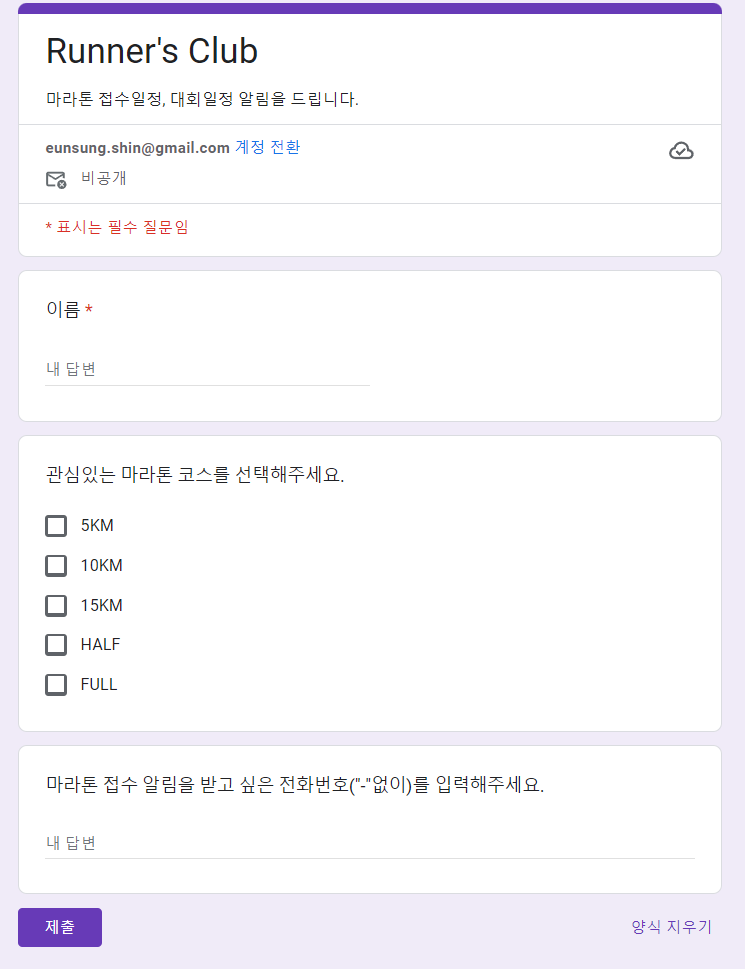 Runner's Club
마라톤 접수일정, 대회일정 알림을 드립니다.
eunsung.shin@gmail.com 계정 전환
비공개
* 표시는 필수 질문임
이름 *
내 답변
관심있는 마라톤 코스를 선택해주세요.
5KM
10KM
15KM
HALF
FULL
마라톤 접수 알림을 받고 싶은 전화번호("-"없이)를 입력해주세요.
내 답변
제출
양식 지우기